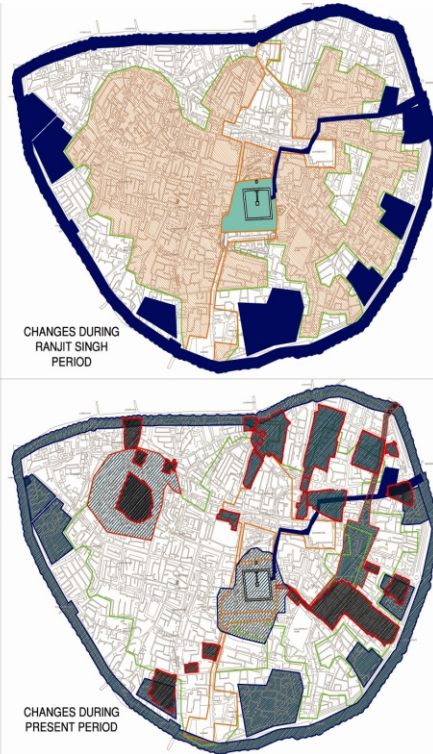 CHANGES DURING
RANJIT SINGH
PERIOD
CHANGES DURING
PRESENT PERIOD